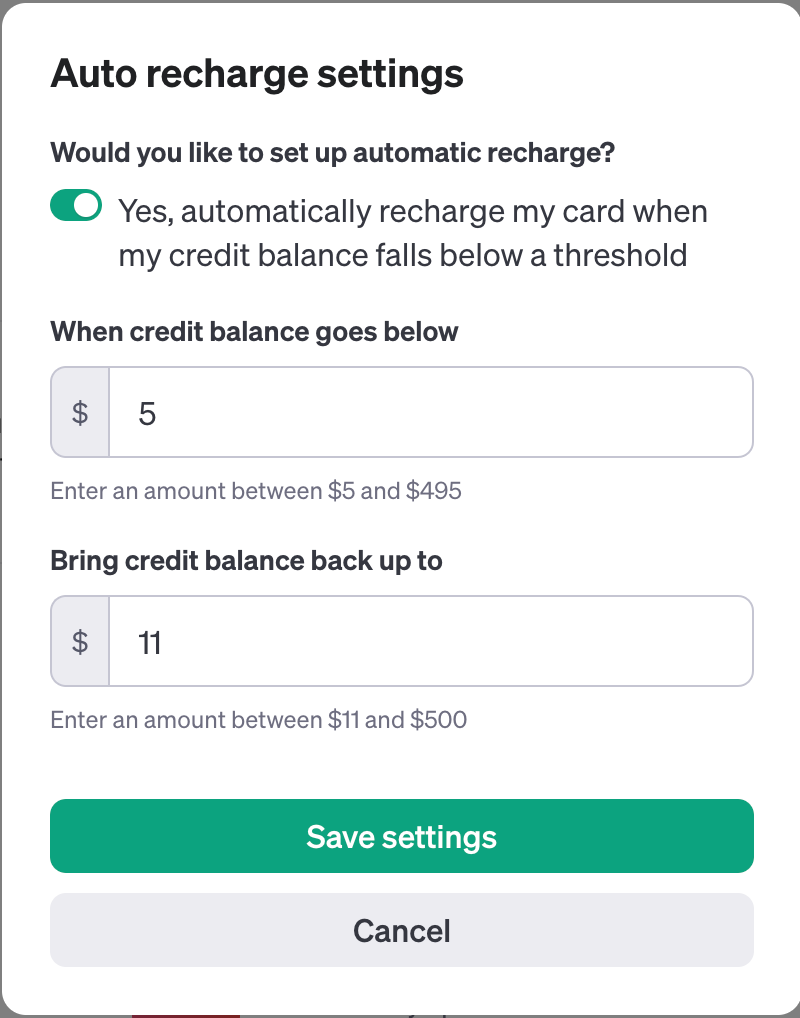 Auto recharge settings
Would you like to set up automatic recharge?
Yes, automatically recharge my card when
my credit balance falls below a threshold
When credit balance goes below
$ 5
Enter an amount between $5 and $495
Bring credit balance back up to
$ 11
Enter an amount between $11 and $500
Save settings
Cancel